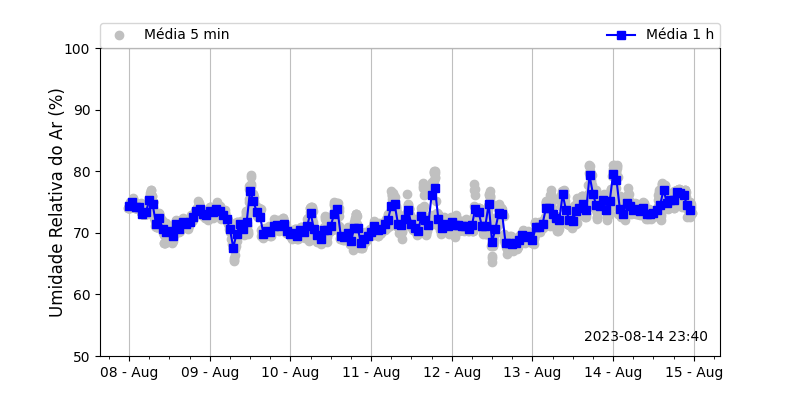 Média 5 min
Média 1 h
100
90
80
70
60
50
Umidade Relativa do Ar (%)
2023-08-14 23:40
08 - Aug
09 - Aug
10 - Aug
11 - Aug
12 - Aug
13 - Aug
14 - Aug
15 - Aug